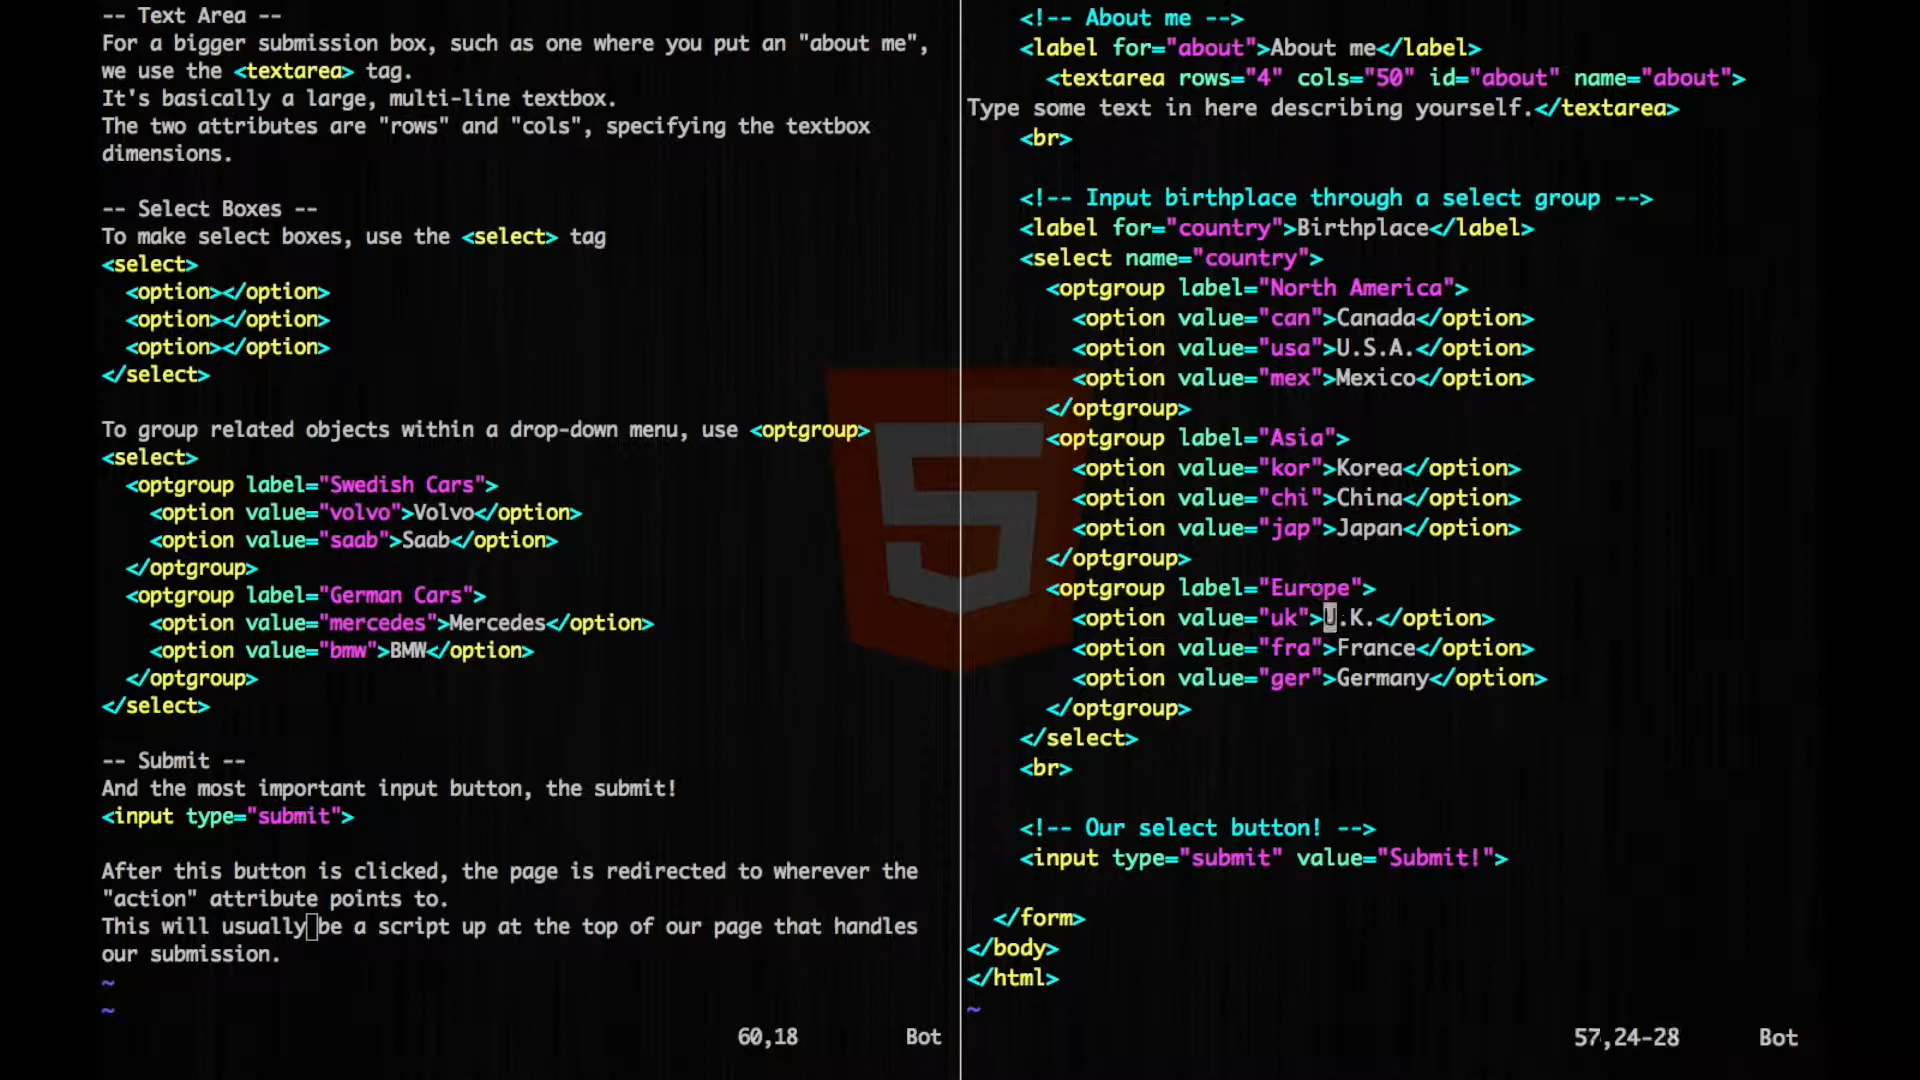 -- Text Area --
For a bigger submission box, such as one where you put an "about me",
we use the <textarea> tag.
It's basically a large, multi-line textbox.
The two attributes are "rows" and "cols", specifying the textbox
dimensions.
-- Select Boxes --
To make select boxes, use the <select> tag
<select>
  <option></option>
  <option></option>
  <option></option>
</select>
To group related objects within a drop-down menu, use <optgroup>
<select>
  <optgroup label="Swedish Cars">
    <option value="volvo">Volvo</option>
    <option value="saab">Saab</option>
  </optgroup>
  <optgroup label="German Cars">
    <option value="mercedes">Mercedes</option>
    <option value="bmw">BMW</option>
  </optgroup>
</select>
-- Submit --
And the most important input button, the submit!
<input type="submit">
After this button is clicked, the page is redirected to wherever the
"action" attribute points to.
This will usually be a script up at the top of our page that handles
our submission.
~
~
60,18 Bot
    <!-- About me -->
    <label for="about">About me</label>
      <textarea rows="4" cols="50" id="about" name="about">
Type some text in here describing yourself.</textarea>
    <br>
    <!-- Input birthplace through a select group -->
    <label for="country">Birthplace</label>
    <select name="country">
      <optgroup label="North America">
        <option value="can">Canada</option>
        <option value="usa">U.S.A.</option>
        <option value="mex">Mexico</option>
      </optgroup>
      <optgroup label="Asia">
        <option value="kor">Korea</option>
        <option value="chi">China</option>
        <option value="jap">Japan</option>
      </optgroup>
      <optgroup label="Europe">
        <option value="uk">U.K.</option>
        <option value="fra">France</option>
        <option value="ger">Germany</option>
      </optgroup>
    </select>
    <br>
    <!-- Our select button! -->
    <input type="submit" value="Submit!">
  </form>
</body>
</html>
~
57,24-28 Bot
5